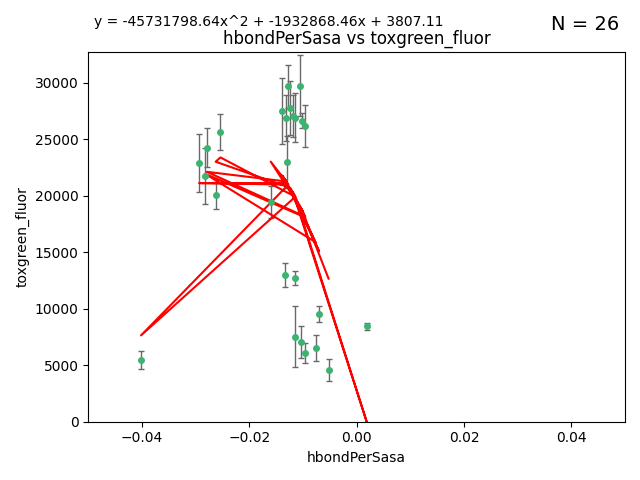 y = -45731798.64x^2 + -1932868.46x + 3807.11
N = 26
hbondPerSasa vs toxgreen_fluor
30000
25000
20000
15000
10000
5000
0
toxgreen_fluor
−0.04
−0.02
0.00
0.02
0.04
hbondPerSasa